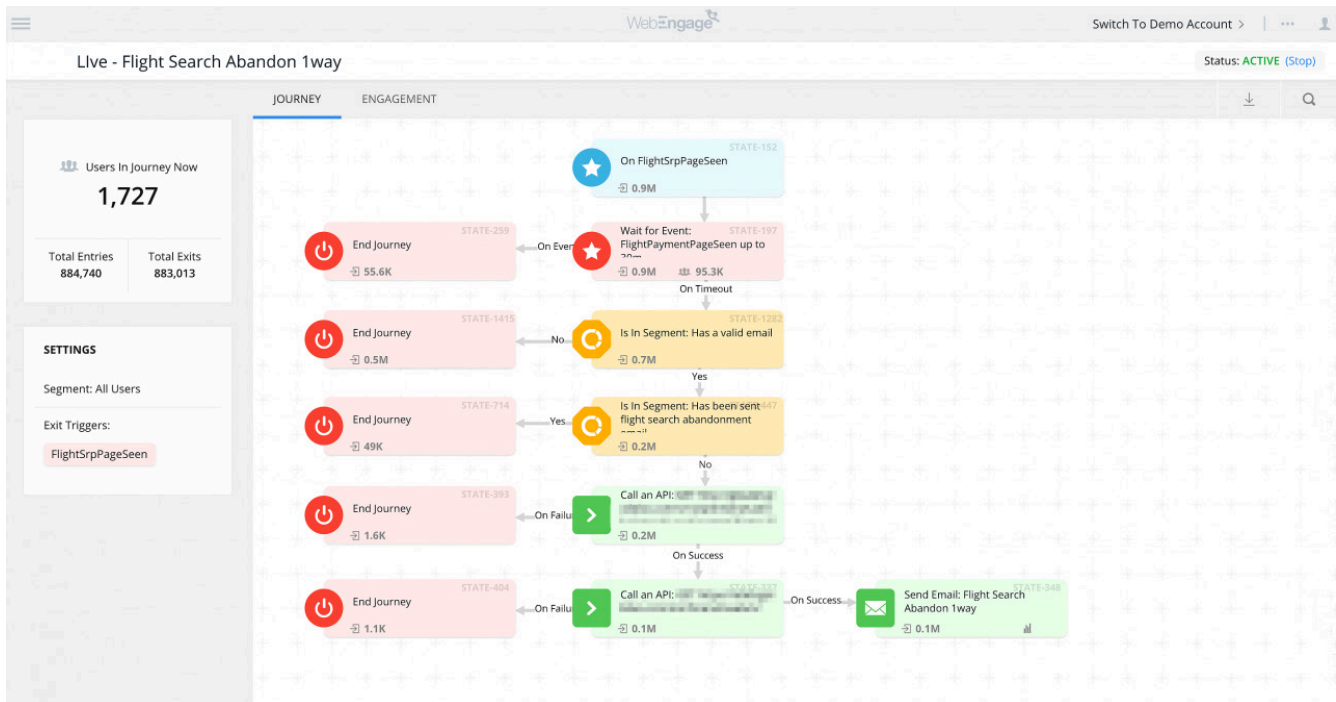 WebEngage
Switch To Demo Account >
LIve - Flight Search Abandon 1way
Status: ACTIVE (Stop)
JOURNEY
ENGAGEMENT
Users In Journey Now
1,727
Total Entries
Total Exits
884,740
883,013
SETTINGS
Segment: All Users
Exit Triggers:
FlightSrpPageSeen
STATE-152
On FlightSrpPageSeen
0.9M
STATE-259
End Journey
55.6K
On Even
STATE-197
Wait for Event:
FlightPaymentPageSeen up to
30m
0.9M
95.3K
On Timeout
STATE-1415
End Journey
0.5M
No
STATE-1282
Is In Segment: Has a valid email
0.7M
Yes
STATE-714
End Journey
49K
Yes
Is In Segment: Has been sent
flight search abandonment
email
0.2M
No
STATE-393
End Journey
1.6K
On Failu
Call an API:
0.2M
On Success
STATE-404
End Journey
1.1K
On Failu
STATE-337
Call an API:
0.1M
On Success
STATE-348
Send Email: Flight Search
Abandon 1way
0.1M